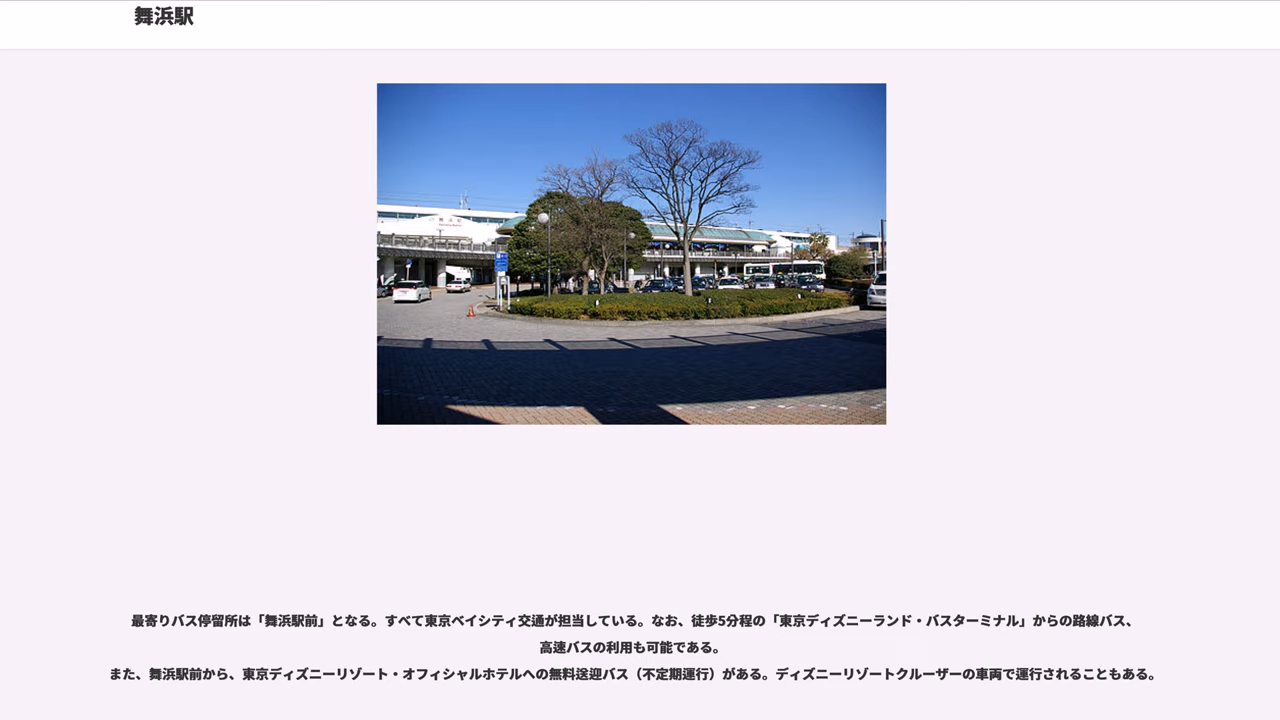 舞浜駅
最寄りバス停留所は「舞浜駅前」となる。すべて東京ベイシティ交通が担当している。なお、徒歩5分程の「東京ディズニーランド・バスターミナル」からの路線バス、
高速バスの利用も可能である。
また、舞浜駅前から、東京ディズニーリゾート・オフィシャルホテルへの無料送迎バス（不定期運行）がある。ディズニーリゾートクルーザーの車両で運行されることもある。